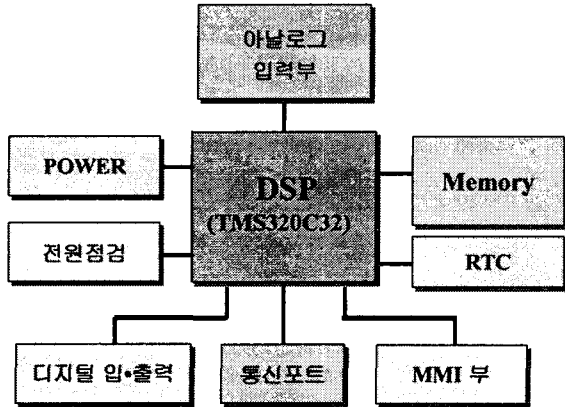 아날로그
입력부
POWER
DSP
(TMS320C32)
Memory
전원점검
RTC
디지털 입•출력
통신포트
MMI 부